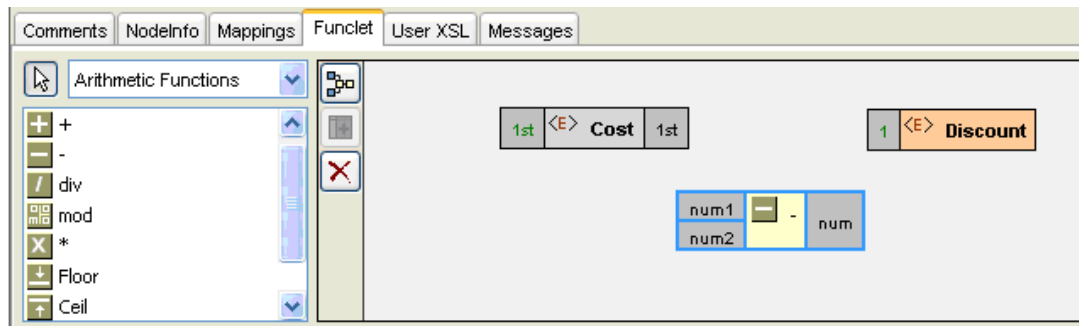 Comments NodeInfo Mappings Funclet User XSL Messages
Arithmetic Functions
+
-
div
mod
*
Floor
Ceil
1st <E> Cost 1st
1 <E> Discount
num1 - num
num2